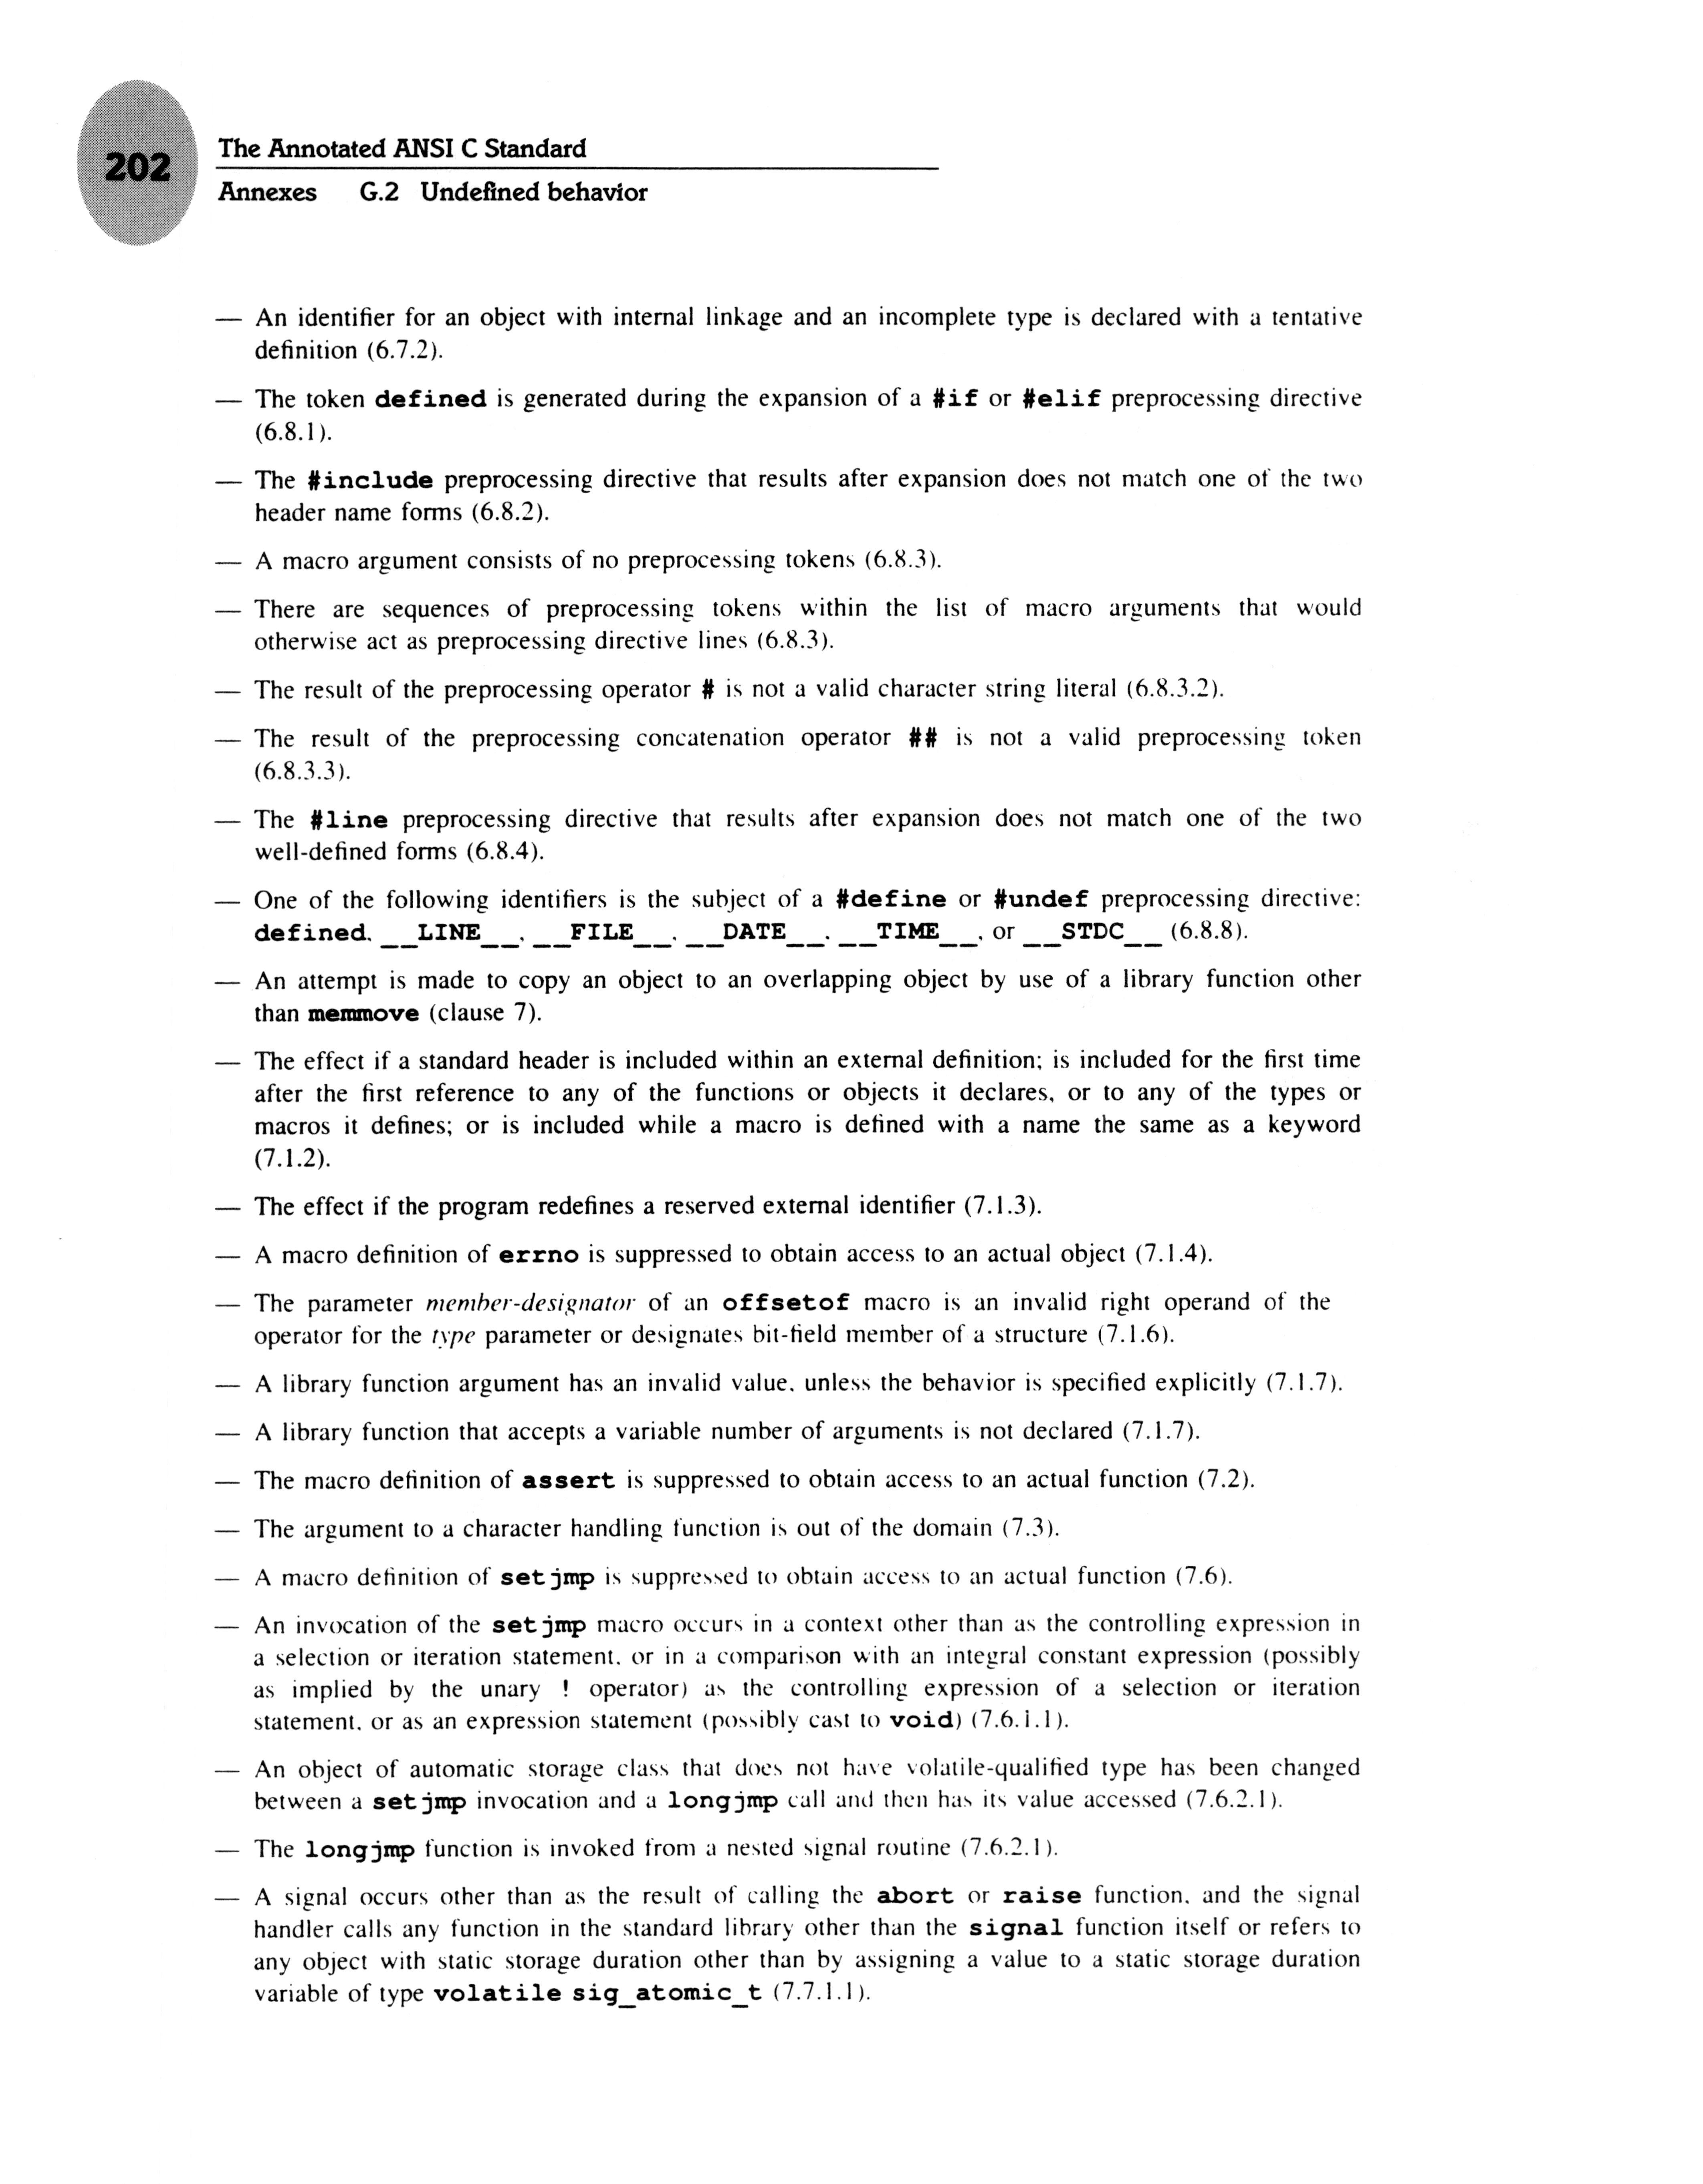 202
The Annotated ANSI C Standard
Annexes G.2 Undefined behavior
— An identifier for an object with internal linkage and an incomplete type is declared with a tentative
definition (6.7.2).
— The token defined is generated during the expansion of a #if or #elif preprocessing directive
(6.8.1).
— The #include preprocessing directive that results after expansion does not match one of the two
header name forms (6.8.2).
— A macro argument consists of no preprocessing tokens (6.8.3).
— There are sequences of preprocessing tokens within the list of macro arguments that would
otherwise act as preprocessing directive lines (6.8.3).
— The result of the preprocessing operator # is not a valid character string literal (6.8.3.2).
— The result of the preprocessing concatenation operator ## is not a valid preprocessing token
(6.8.3.3).
— The #line preprocessing directive that results after expansion does not match one of the two
well-defined forms (6.8.4).
— One of the following identifiers is the subject of a #define or #undef preprocessing directive:
defined, __LINE__, __FILE__, __DATE__, __TIME__, or __STDC__ (6.8.8).
— An attempt is made to copy an object to an overlapping object by use of a library function other
than memmove (clause 7).
— The effect if a standard header is included within an external definition; is included for the first time
after the first reference to any of the functions or objects it declares, or to any of the types or
macros it defines; or is included while a macro is defined with a name the same as a keyword
(7.1.2).
— The effect if the program redefines a reserved external identifier (7.1.3).
— A macro definition of errno is suppressed to obtain access to an actual object (7.1.4).
— The parameter member-designator of an offsetof macro is an invalid right operand of the
operator for the type parameter or designates bit-field member of a structure (7.1.6).
— A library function argument has an invalid value, unless the behavior is specified explicitly (7.1.7).
— A library function that accepts a variable number of arguments is not declared (7.1.7).
— The macro definition of assert is suppressed to obtain access to an actual function (7.2).
— The argument to a character handling function is out of the domain (7.3).
— A macro definition of setjmp is suppressed to obtain access to an actual function (7.6).
— An invocation of the setjmp macro occurs in a context other than as the controlling expression in
a selection or iteration statement, or in a comparison with an integral constant expression (possibly
as implied by the unary ! operator) as the controlling expression of a selection or iteration
statement, or as an expression statement (possibly cast to void) (7.6.1.1).
— An object of automatic storage class that does not have volatile-qualified type has been changed
between a setjmp invocation and a longjmp call and then has its value accessed (7.6.2.1).
— The longjmp function is invoked from a nested signal routine (7.6.2.1).
— A signal occurs other than as the result of calling the abort or raise function, and the signal
handler calls any function in the standard library other than the signal function itself or refers to
any object with static storage duration other than by assigning a value to a static storage duration
variable of type volatile sig_atomic_t (7.7.1.1).